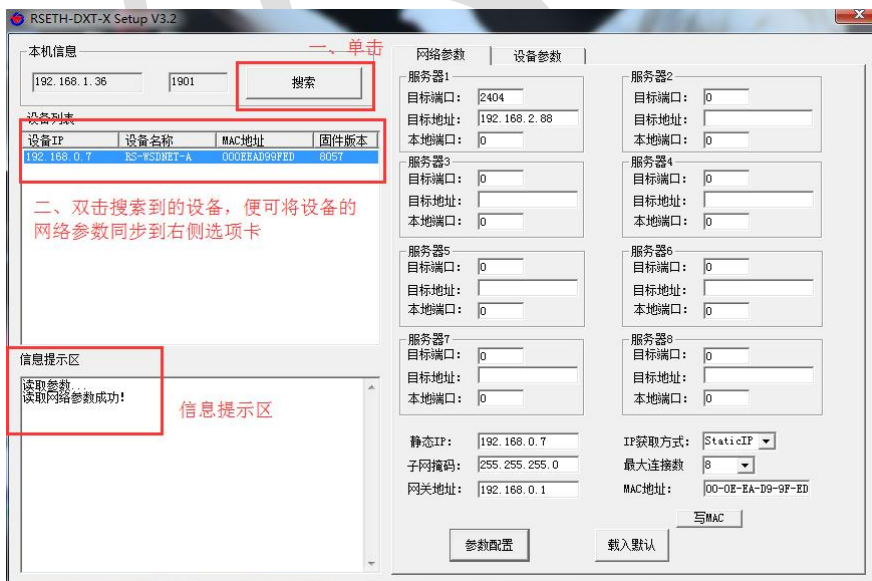 RSETH-DXT-X Setup V3.2
本机信息
一、单击
192.168.1.36 1901 搜索
设备列表
设备IP 设备名称 MAC地址 固件版本
192.168.0.7 RS-WSDNET-A 000EEAD99FED 8057
二、双击搜索到的设备，便可将设备的
网络参数同步到右侧选项卡
信息提示区
读取参数...
读取网络参数成功!
信息提示区
网络参数 设备参数
服务器1
目标端口： 2404
目标地址： 192.168.2.88
本地端口： 0
服务器2
目标端口： 0
目标地址：
本地端口： 0
服务器3
目标端口： 0
目标地址：
本地端口： 0
服务器4
目标端口： 0
目标地址：
本地端口： 0
服务器5
目标端口： 0
目标地址：
本地端口： 0
服务器6
目标端口： 0
目标地址：
本地端口： 0
服务器7
目标端口： 0
目标地址：
本地端口： 0
服务器8
目标端口： 0
目标地址：
本地端口： 0
静态IP： 192.168.0.7 IP获取方式： StaticIP
子网掩码： 255.255.255.0 最大连接数 8
网关地址： 192.168.0.1 MAC地址： 00-0E-EA-D9-9F-ED
写MAC
参数配置 载入默认